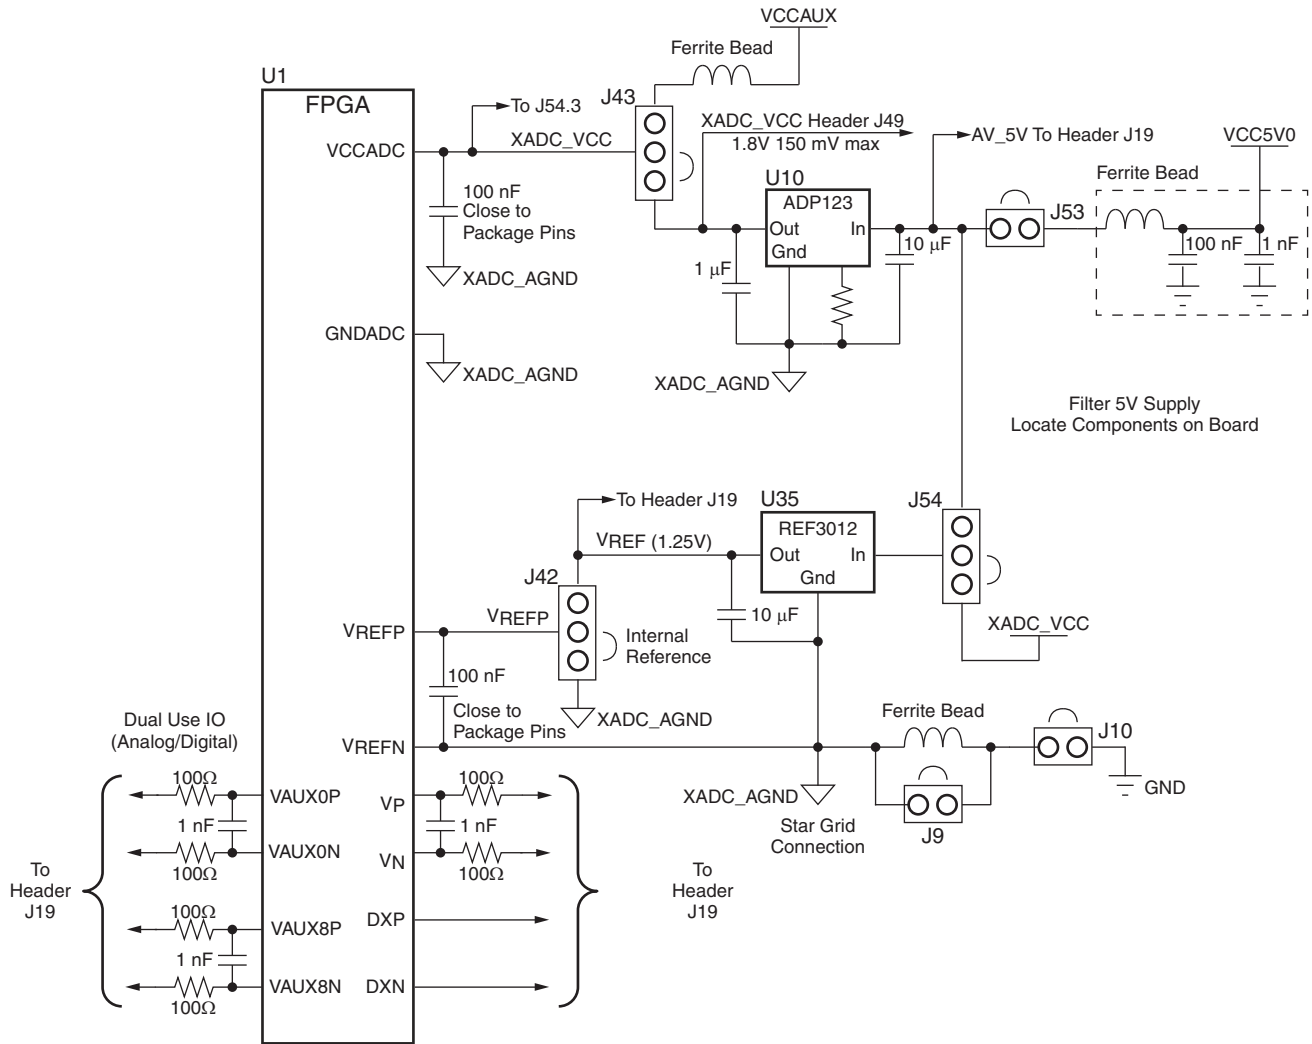 VCCAUX
Ferrite Bead
U1
FPGA
J43
To J54.3
XADC_VCC
VCCADC
XADC_VCC Header J49
1.8V 150 mV max
AV_5V To Header J19
VCC5V0
Ferrite Bead
100 nF
Close to
Package Pins
U10
ADP123
Out
In
Gnd
J53
10 µF
100 nF
1 nF
1 µF
XADC_AGND
GNDADC
XADC_AGND
XADC_AGND
Filter 5V Supply
Locate Components on Board
To Header J19
U35
J54
REF3012
VREF (1.25V)
Out
In
Gnd
J42
10 µF
VREFP
VREFP
Internal
Reference
XADC_VCC
100 nF
Close to
Package Pins
XADC_AGND
Ferrite Bead
J10
Dual Use IO
(Analog/Digital)
VREFN
GND
XADC_AGND
Star Grid
Connection
J9
100Ω
VAUX0P
VP
100Ω
1 nF
1 nF
VAUX0N
VN
100Ω
100Ω
To
Header
J19
To
Header
J19
100Ω
VAUX8P
DXP
1 nF
VAUX8N
DXN
100Ω